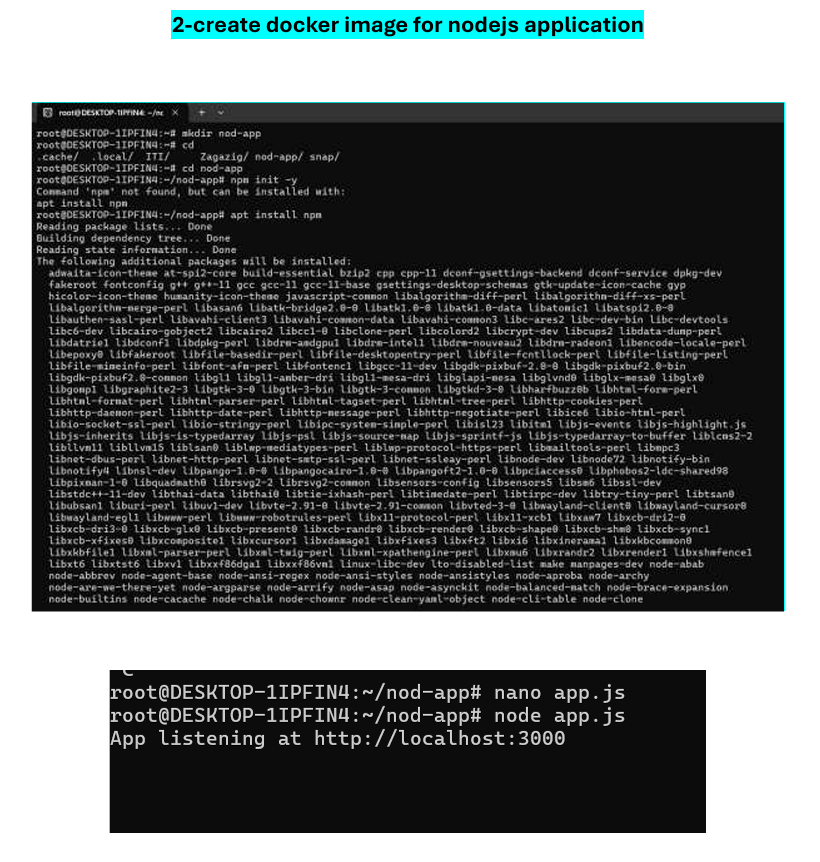 2-create docker image for nodejs application
root@DESKTOP-1IPFIN4: ~/nc × + ⌄
root@DESKTOP-1IPFIN4:~# mkdir nod-app
root@DESKTOP-1IPFIN4:~# cd
.cache/ .local/ ITI/ Zagazig/ nod-app/ snap/
root@DESKTOP-1IPFIN4:~# cd nod-app
root@DESKTOP-1IPFIN4:~/nod-app# npm init -y
Command 'npm' not found, but can be installed with:
apt install npm
root@DESKTOP-1IPFIN4:~/nod-app# apt install npm
Reading package lists... Done
Building dependency tree... Done
Reading state information... Done
The following additional packages will be installed:
adwaita-icon-theme at-spi2-core build-essential bzip2 cpp cpp-11 dconf-gsettings-backend dconf-service dpkg-dev
fakeroot fontconfig g++ g++-11 gcc gcc-11 gcc-11-base gsettings-desktop-schemas gtk-update-icon-cache gyp
hicolor-icon-theme humanity-icon-theme javascript-common libalgorithm-diff-perl libalgorithm-diff-xs-perl
libalgorithm-merge-perl libasan6 libatk-bridge2.0-0 libatk1.0-0 libatk1.0-data libatomic1 libatspi2.0-0
libauthen-sasl-perl libavahi-client3 libavahi-common-data libavahi-common3 libc-ares2 libc-dev-bin libc-devtools
libc6-dev libcairo-gobject2 libcairo2 libcc1-0 libclone-perl libcolord2 libcrypt-dev libcups2 libdata-dump-perl
libdatrie1 libdconf1 libdpkg-perl libdrm-amdgpu1 libdrm-intel1 libdrm-nouveau2 libdrm-radeon1 libencode-locale-perl
libepoxy0 libfakeroot libfile-basedir-perl libfile-desktopentry-perl libfile-fcntllock-perl libfile-listing-perl
libfile-mimeinfo-perl libfont-afm-perl libfontenc1 libgcc-11-dev libgdk-pixbuf-2.0-0 libgdk-pixbuf2.0-bin
libgdk-pixbuf2.0-common libgl1 libgl1-amber-dri libgl1-mesa-dri libglapi-mesa libglvnd0 libglx-mesa0 libglx0
libgomp1 libgraphite2-3 libgtk-3-0 libgtk-3-bin libgtk-3-common libgtkd-3-0 libharfbuzz0b libhtml-form-perl
libhtml-format-perl libhtml-parser-perl libhtml-tagset-perl libhtml-tree-perl libhttp-cookies-perl
libhttp-daemon-perl libhttp-date-perl libhttp-message-perl libhttp-negotiate-perl libice6 libio-html-perl
libio-socket-ssl-perl libio-stringy-perl libipc-system-simple-perl libisl23 libitm1 libjs-events libjs-highlight.js
libjs-inherits libjs-is-typedarray libjs-psl libjs-source-map libjs-sprintf-js libjs-typedarray-to-buffer liblcms2-2
libllvm11 libllvm15 liblsan0 liblwp-mediatypes-perl liblwp-protocol-https-perl libmailtools-perl libmpc3
libnet-dbus-perl libnet-http-perl libnet-smtp-ssl-perl libnet-ssleay-perl libnode-dev libnode72 libnotify-bin
libnotify4 libnsl-dev libpango-1.0-0 libpangocairo-1.0-0 libpangoft2-1.0-0 libpciaccess0 libphobos2-ldc-shared98
libpixman-1-0 libquadmath0 librsvg2-2 librsvg2-common libsensors-config libsensors5 libsm6 libssl-dev
libstdc++-11-dev libthai-data libthai0 libtie-ixhash-perl libtimedate-perl libtirpc-dev libtry-tiny-perl libtsan0
libubsan1 liburi-perl libuv1-dev libvte-2.91-0 libvte-2.91-common libvted-3-0 libwayland-client0 libwayland-cursor0
libwayland-egl1 libwww-perl libwww-robotrules-perl libx11-protocol-perl libx11-xcb1 libxaw7 libxcb-dri2-0
libxcb-dri3-0 libxcb-glx0 libxcb-present0 libxcb-randr0 libxcb-render0 libxcb-shape0 libxcb-shm0 libxcb-sync1
libxcb-xfixes0 libxcomposite1 libxcursor1 libxdamage1 libxfixes3 libxft2 libxi6 libxinerama1 libxkbcommon0
libxkbfile1 libxml-parser-perl libxml-twig-perl libxml-xpathengine-perl libxmu6 libxrandr2 libxrender1 libxshmfence1
libxt6 libxtst6 libxv1 libxxf86dga1 libxxf86vm1 linux-libc-dev lto-disabled-list make manpages-dev node-abab
node-abbrev node-agent-base node-ansi-regex node-ansi-styles node-ansistyles node-aproba node-archy
node-are-we-there-yet node-argparse node-arrify node-asap node-asynckit node-balanced-match node-brace-expansion
node-builtins node-cacache node-chalk node-chownr node-clean-yaml-object node-cli-table node-clone
root@DESKTOP-1IPFIN4:~/nod-app# nano app.js
root@DESKTOP-1IPFIN4:~/nod-app# node app.js
App listening at http://localhost:3000